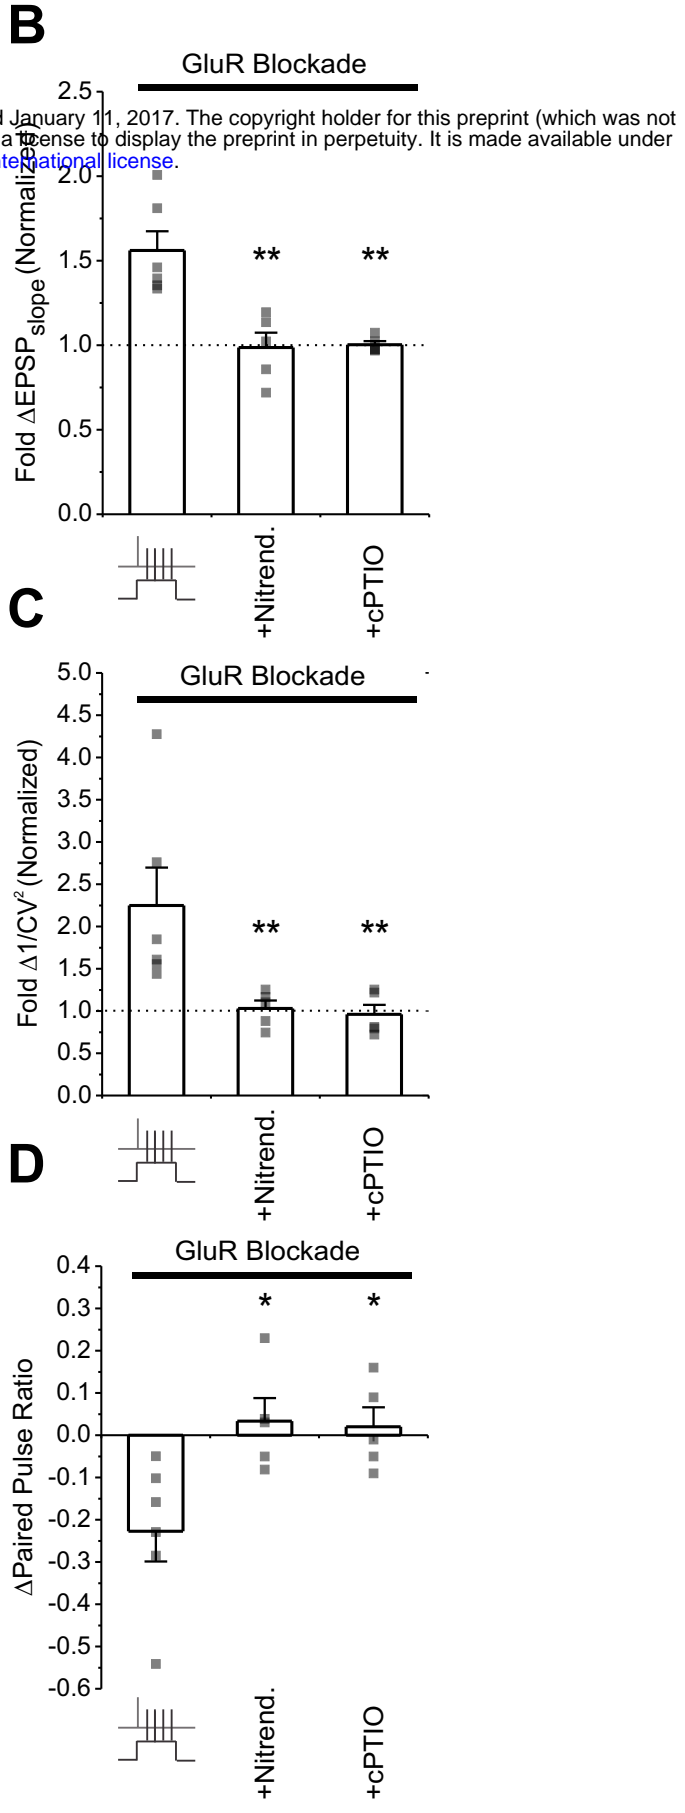 B
GluR Blockade
d January 11, 2017. The copyright holder for this preprint (which was not
a license to display the preprint in perpetuity. It is made available under
International license.
Fold ΔEPSPslope (Normalized)
2.5
2.0
1.5
1.0
0.5
0.0
**
**
+Nitrend.
+cPTIO
C
GluR Blockade
Fold Δ1/CV² (Normalized)
5.0
4.5
4.0
3.5
3.0
2.5
2.0
1.5
1.0
0.5
0.0
**
**
+Nitrend.
+cPTIO
D
GluR Blockade
ΔPaired Pulse Ratio
0.4
0.3
0.2
0.1
0.0
-0.1
-0.2
-0.3
-0.4
-0.5
-0.6
*
*
+Nitrend.
+cPTIO